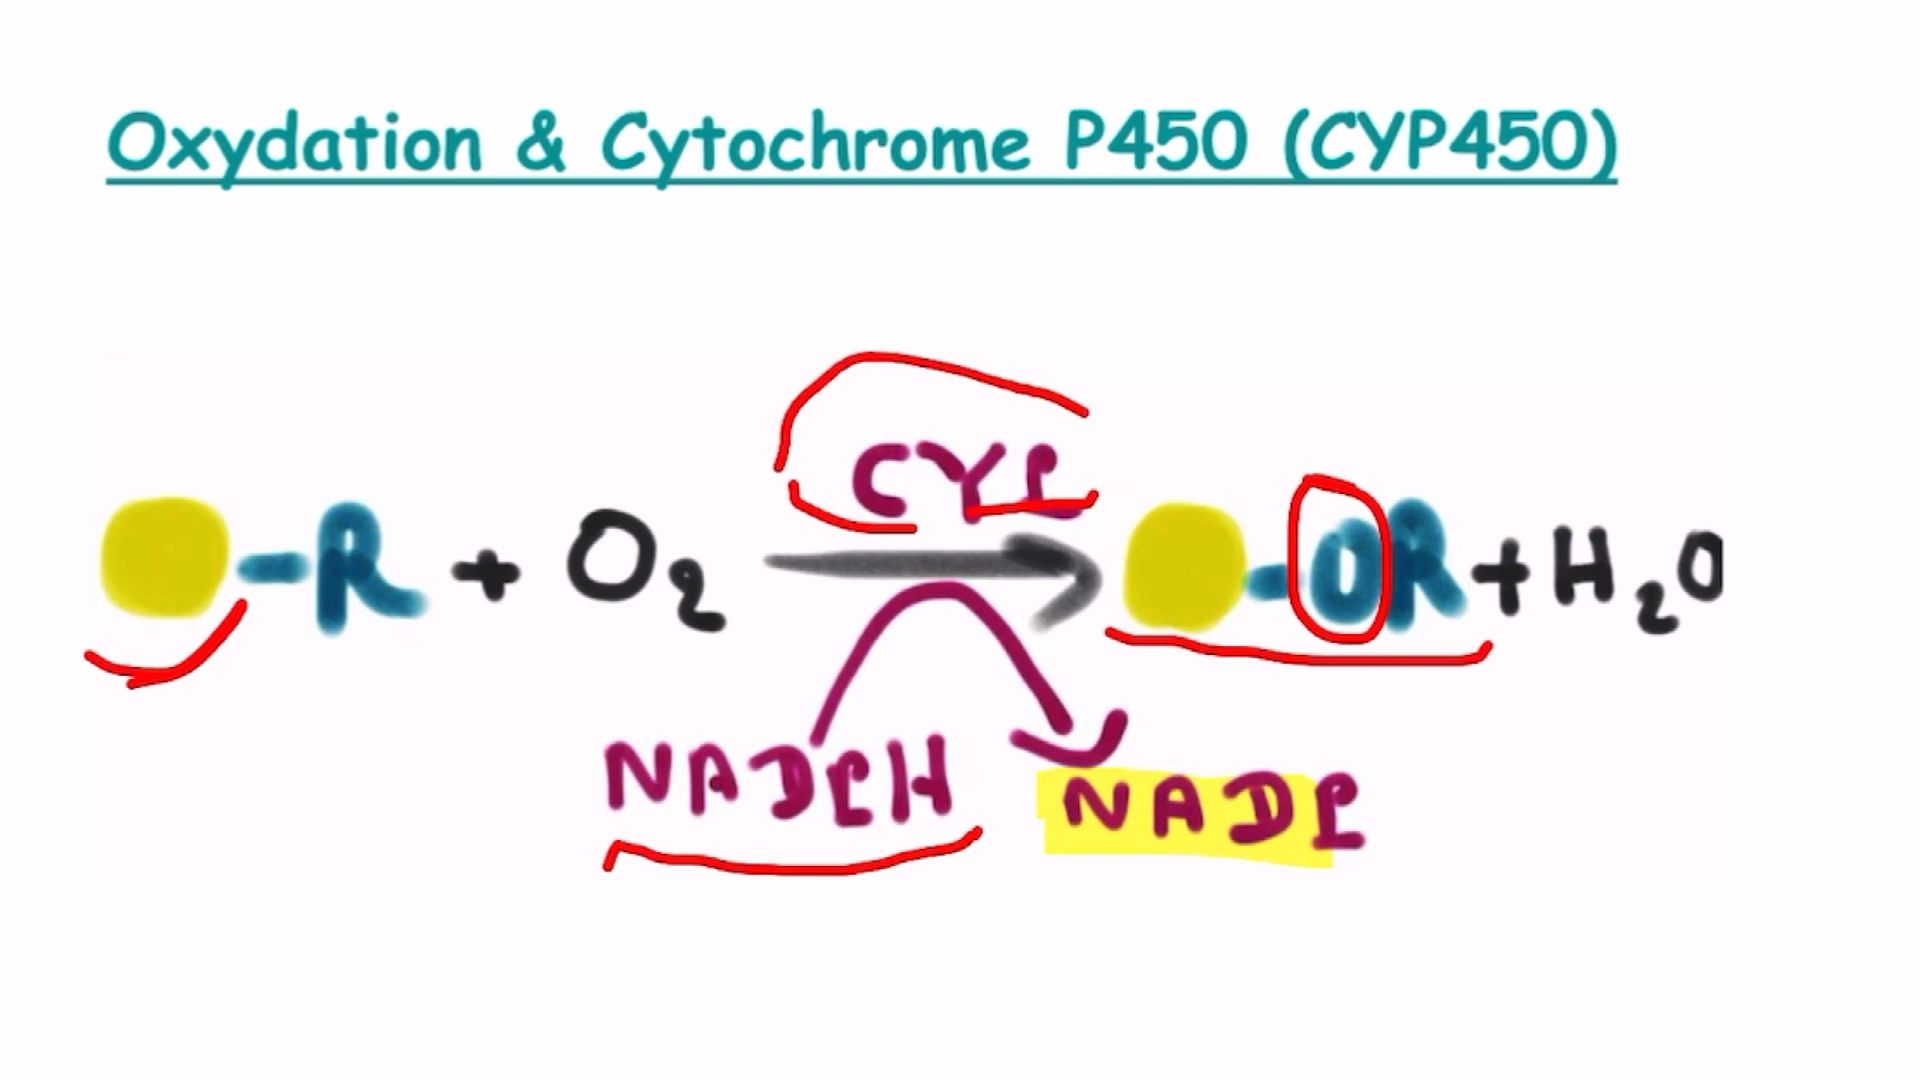 Oxydation & Cytochrome P450 (CYP450)
CYP
-R + O2 -OR + H2O
NADPH NADP